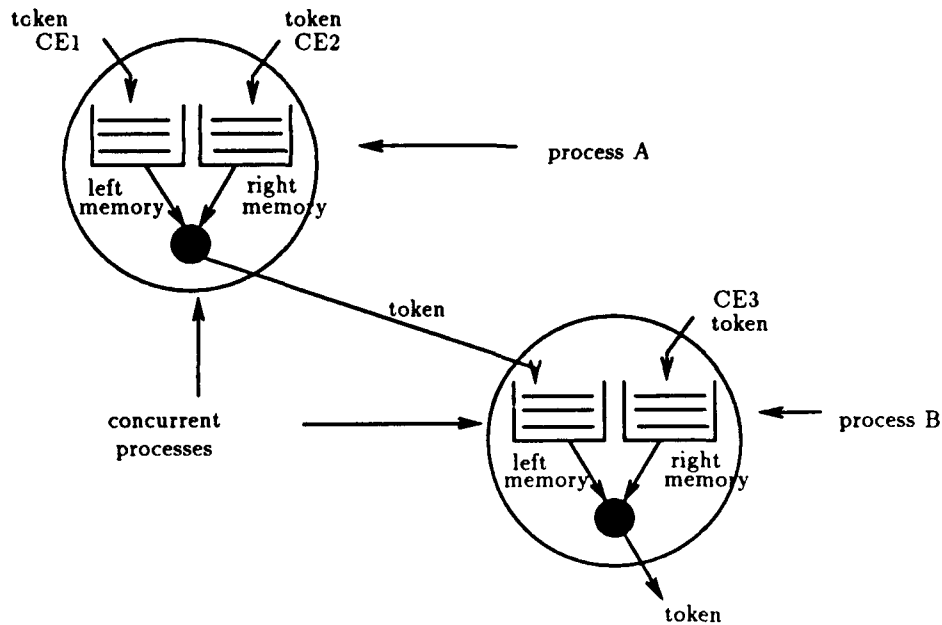 token
CE1
token
CE2
process A
left
memory
right
memory
token
CE3
token
concurrent
processes
process B
left
memory
right
memory
token